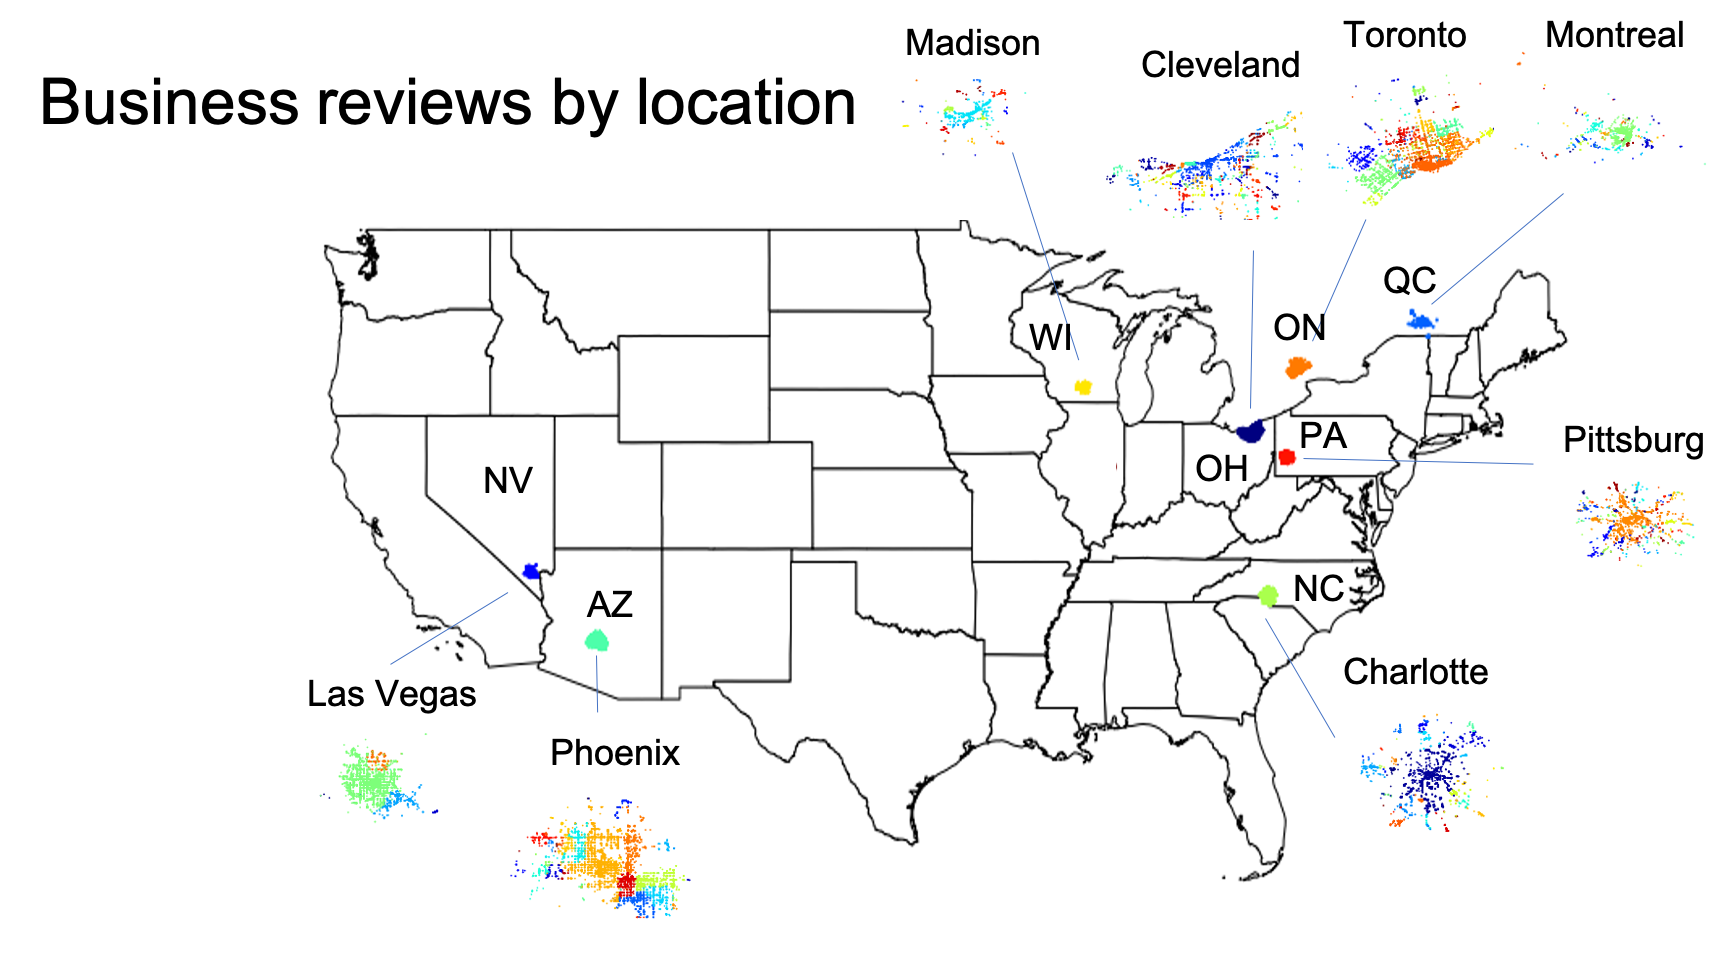 Business reviews by location
Madison
Cleveland
Toronto
Montreal
QC
ON
WI
PA
Pittsburg
OH
NV
AZ
NC
Las Vegas
Charlotte
Phoenix